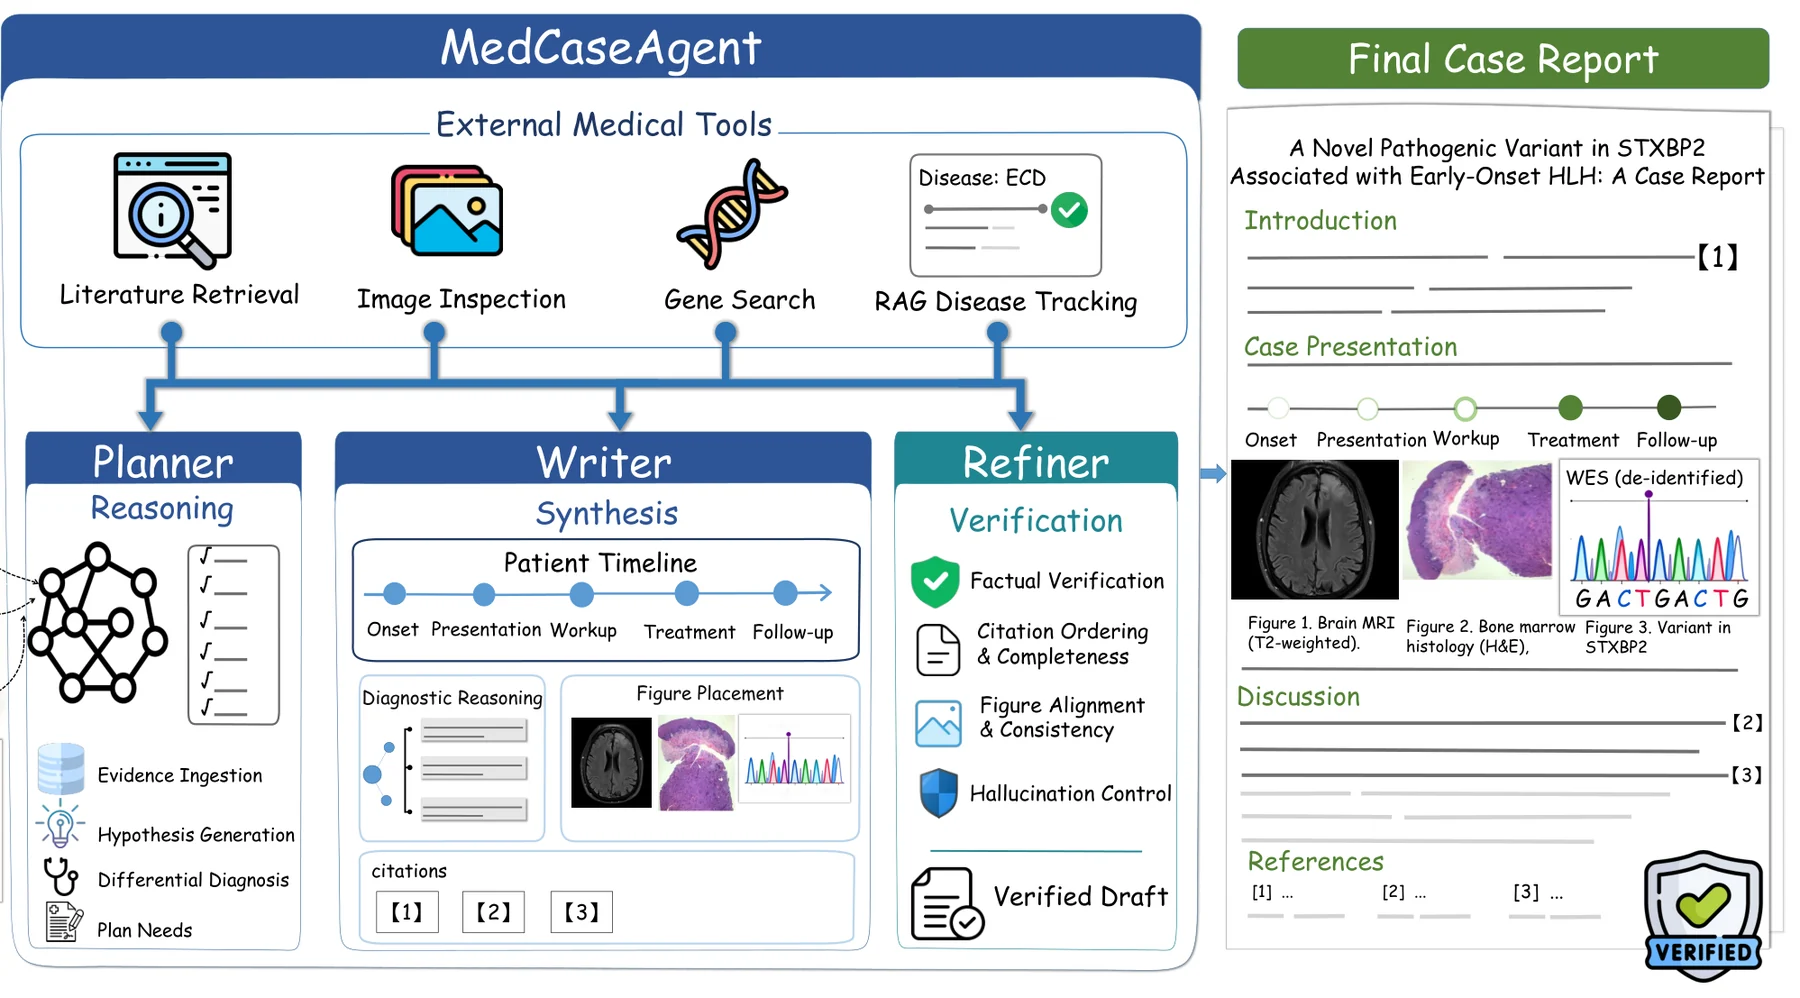 MedCaseAgent
External Medical Tools
Disease: ECD
Literature Retrieval
Image Inspection
Gene Search
RAG Disease Tracking
Planner
Reasoning
Evidence Ingestion
Hypothesis Generation
Differential Diagnosis
Plan Needs
Writer
Synthesis
Patient Timeline
Onset Presentation Workup Treatment Follow-up
Diagnostic Reasoning
Figure Placement
citations
【1】 【2】 【3】
Refiner
Verification
Factual Verification
Citation Ordering
& Completeness
Figure Alignment
& Consistency
Hallucination Control
Verified Draft
Final Case Report
A Novel Pathogenic Variant in STXBP2
Associated with Early-Onset HLH: A Case Report
Introduction
【1】
Case Presentation
Onset Presentation Workup Treatment Follow-up
WES (de-identified)
G A C T G A C T G
Figure 1. Brain MRI
(T2-weighted).
Figure 2. Bone marrow
histology (H&E),
Figure 3. Variant in
STXBP2
Discussion
【2】
【3】
References
[1] ... [2] ... [3] ...
VERIFIED